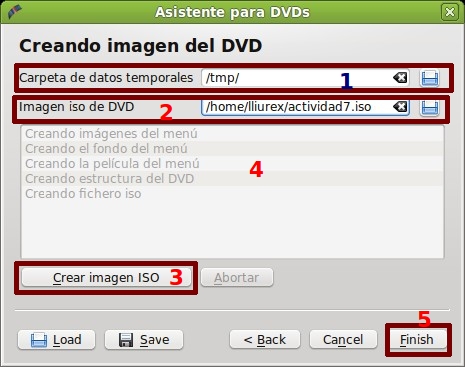 Asistente para DVDs
Creando imagen del DVD
Carpeta de datos temporales /tmp/ 1
Imagen iso de DVD 2 /home/lliurex/actividad7.iso
Creando imágenes del menú
Creando el fondo del menú
Creando la película del menú 4
Creando estructura del DVD
Creando fichero iso
Crear imagen ISO 3 Abortar
5
Load Save < Back Cancel Finish